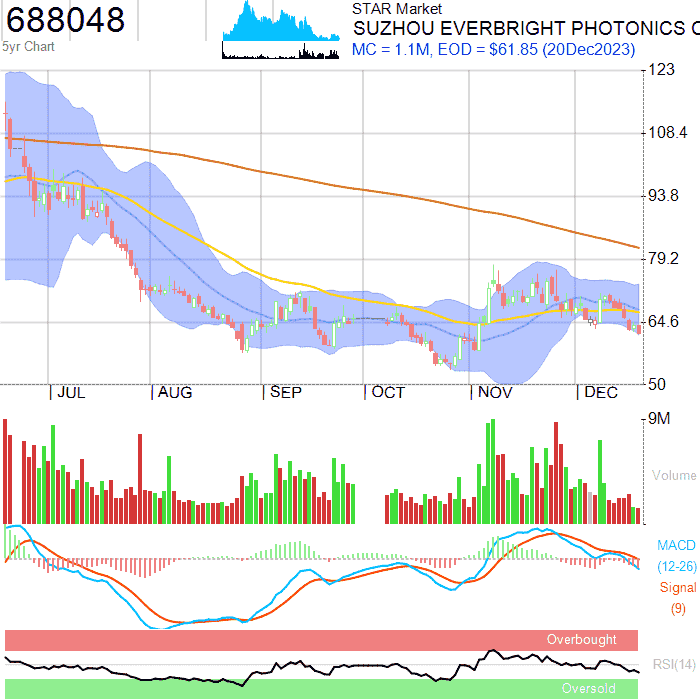 688048
5yr Chart
STAR Market
SUZHOU EVERBRIGHT PHOTONICS C
MC = 1.1M, EOD = $61.85 (20Dec2023)
123
108.4
93.8
79.2
64.6
50
JUL AUG SEP OCT NOV DEC
9M
Volume
MACD
(12-26)
Signal
(9)
Overbought
RSI(14)
Oversold